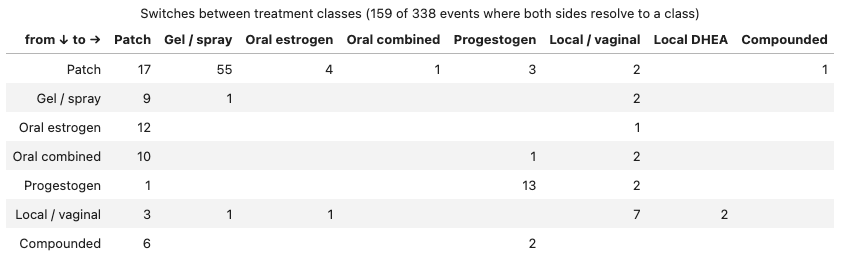 Switches between treatment classes (159 of 338 events where both sides resolve to a class)
from ↓ to → Patch Gel / spray Oral estrogen Oral combined Progestogen Local / vaginal Local DHEA Compounded
Patch 17 55 4 1 3 2 1
Gel / spray 9 1 2
Oral estrogen 12 1
Oral combined 10 1 2
Progestogen 1 13 2
Local / vaginal 3 1 1 7 2
Compounded 6 2